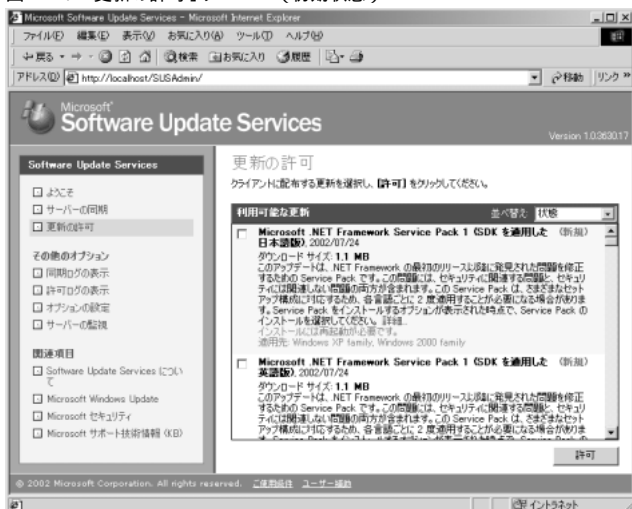 Microsoft Software Update Services - Microsoft Internet Explorer
ファイル(F) 編集(E) 表示(V) お気に入り(A) ツール(T) ヘルプ(H)
戻る 検索 お気に入り 履歴
アドレス(D) http://localhost/SUSAdmin/ 移動 リンク
Microsoft
Software Update Services
Version 1.0.3630.17
Software Update Services
ようこそ
サーバーの同期
更新の許可
その他のオプション
同期ログの表示
許可ログの表示
オプションの設定
サーバーの監視
関連項目
Software Update Services につい
て
Microsoft Windows Update
Microsoft セキュリティ
Microsoft サポート技術情報 (KB)
更新の許可
クライアントに配布する更新を選択し、[許可] をクリックしてください。
利用可能な更新 並べ替え 状態
Microsoft .NET Framework Service Pack 1 (SDK を適用した (新規)
日本語版), 2002/07/24
ダウンロード サイズ: 1.1 MB
このアップデートは、.NET Framework の最初のリリース以降に発見された問題を修正
するための Service Pack です。この問題には、セキュリティに関連する問題と、セキュリ
ティには関連しない問題の両方が含まれます。この Service Pack は、さまざまなセット
アップ構成に対応するため、各言語ごとに 2 度適用することが必要になる場合がありま
す。Service Pack をインストールするオプションが表示された時点で、Service Pack の
インストールを選択してください。詳細...
インストールには再起動が必要です。
適用先: Windows XP family, Windows 2000 family
Microsoft .NET Framework Service Pack 1 (SDK を適用した (新規)
英語版), 2002/07/24
ダウンロード サイズ: 1.1 MB
このアップデートは、.NET Framework の最初のリリース以降に発見された問題を修正
するための Service Pack です。この問題には、セキュリティに関連する問題と、セキュリ
ティには関連しない問題の両方が含まれます。この Service Pack は、さまざまなセット
アップ構成に対応するため、各言語ごとに 2 度適用することが必要になる場合がありま
許可
© 2002 Microsoft Corporation. All rights reserved. 使用条件 ユーザー補助
イントラネット